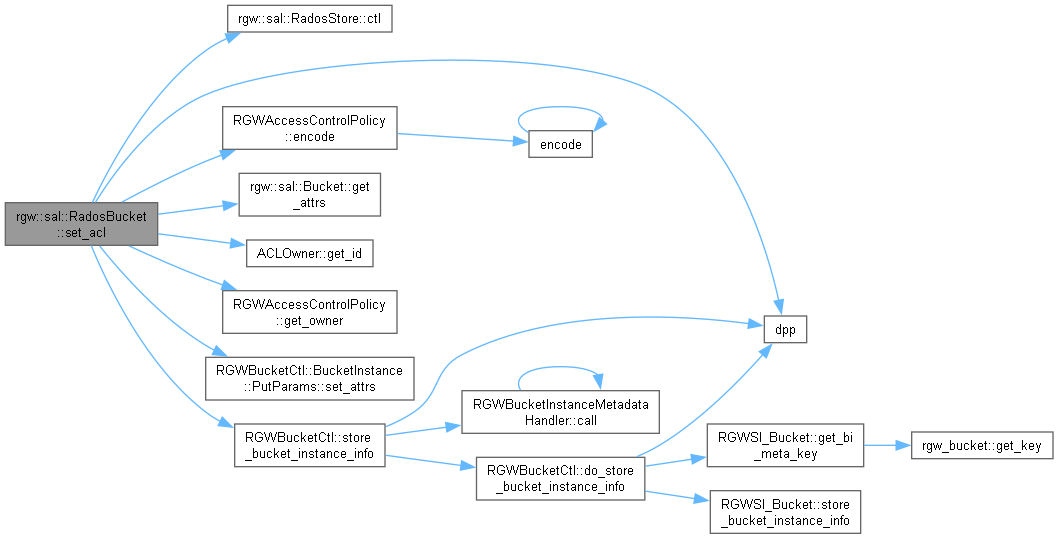 rgw::sal::RadosStore::ctl
RGWAccessControlPolicy
::encode
encode
rgw::sal::Bucket::get
_attrs
rgw::sal::RadosBucket
::set_acl
ACLOwner::get_id
RGWAccessControlPolicy
::get_owner
dpp
RGWBucketCtl::BucketInstance
::PutParams::set_attrs
RGWBucketInstanceMetadata
Handler::call
RGWBucketCtl::store
_bucket_instance_info
RGWSI_Bucket::get_bi
_meta_key
rgw_bucket::get_key
RGWBucketCtl::do_store
_bucket_instance_info
RGWSI_Bucket::store
_bucket_instance_info